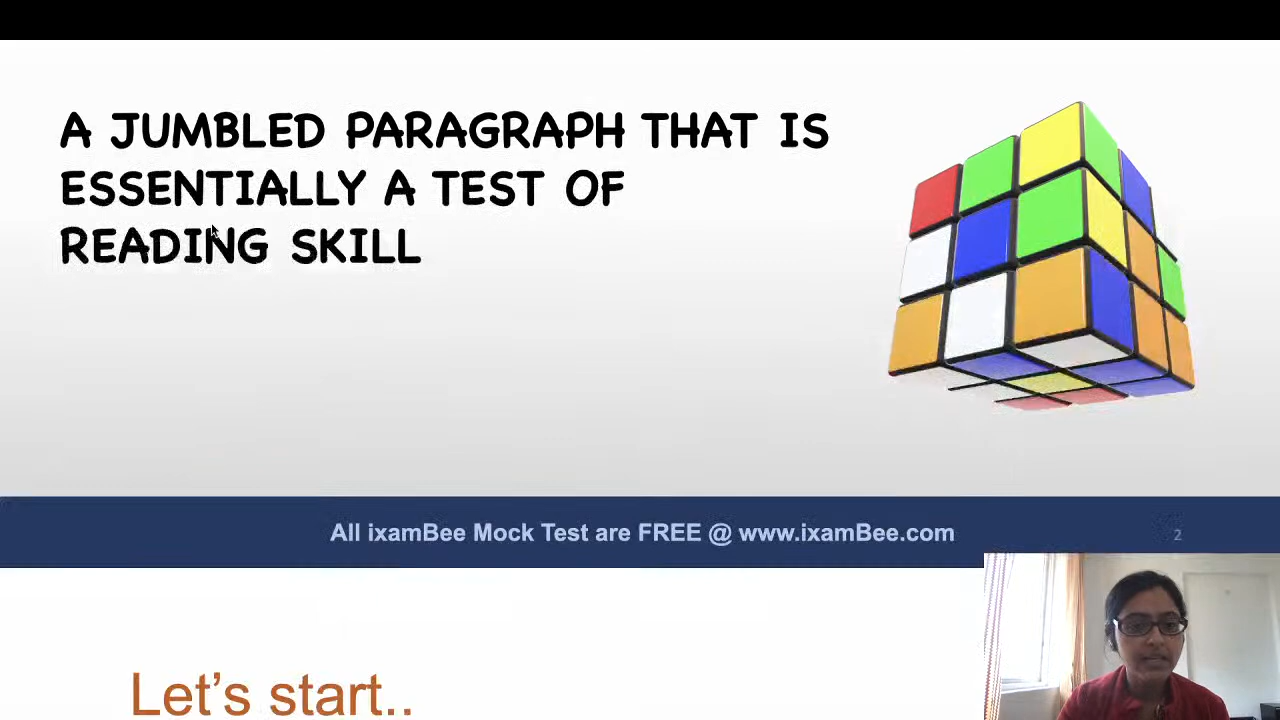 A JUMBLED PARAGRAPH THAT IS
ESSENTIALLY A TEST OF
READING SKILL
All ixamBee Mock Test are FREE @ www.ixamBee.com
2
Let's start..